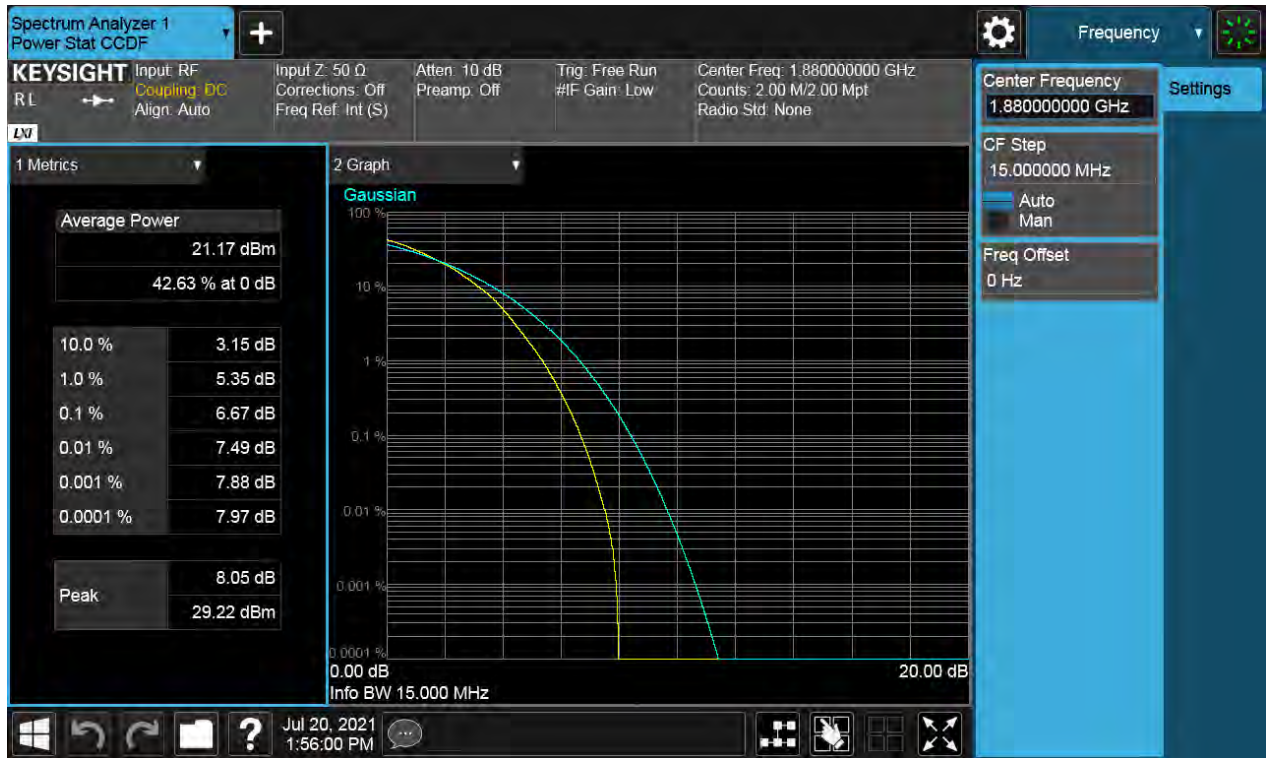 Spectrum Analyzer 1
Power Stat CCDF
+
Frequency
KEYSIGHT
RL
LXI
Input: RF
Coupling: DC
Align: Auto
Input Z: 50 Ω
Corrections: Off
Freq Ref: Int (S)
Atten: 10 dB
Preamp: Off
Trig: Free Run
#IF Gain: Low
Center Freq: 1.880000000 GHz
Counts: 2.00 M/2.00 Mpt
Radio Std: None
Center Frequency
1.880000000 GHz
Settings
CF Step
15.000000 MHz
Auto
Man
Freq Offset
0 Hz
1 Metrics
Average Power
21.17 dBm
42.63 % at 0 dB
10.0 % 3.15 dB
1.0 % 5.35 dB
0.1 % 6.67 dB
0.01 % 7.49 dB
0.001 % 7.88 dB
0.0001 % 7.97 dB
Peak
8.05 dB
29.22 dBm
2 Graph
Gaussian
100 %
10 %
1 %
0.1 %
0.01 %
0.001 %
0.0001 %
0.00 dB 20.00 dB
Info BW 15.000 MHz
?
Jul 20, 2021
1:56:00 PM